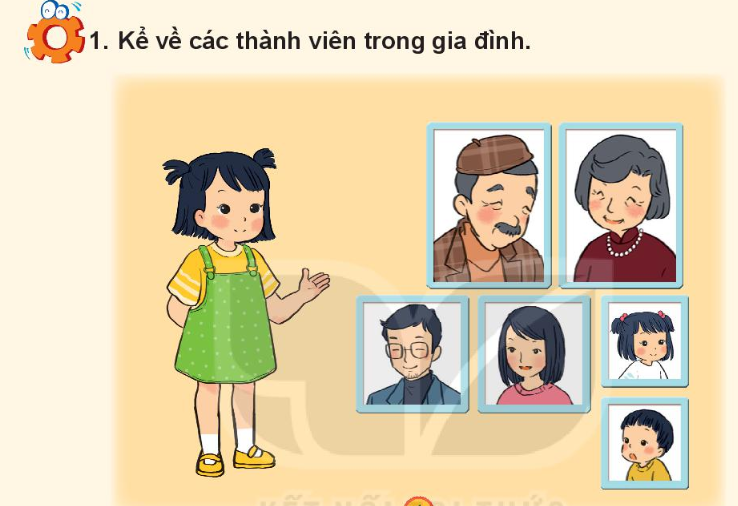 1. Kể về các thành viên trong gia đình.